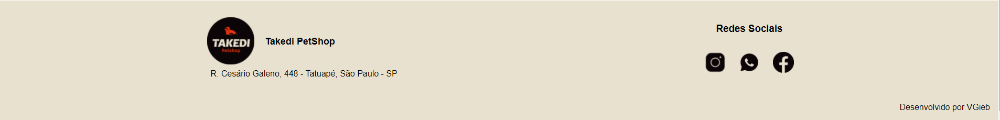 TAKEDI
Petshop
Takedi PetShop
R. Cesário Galeno, 448 - Tatuapé, São Paulo - SP
Redes Sociais
Desenvolvido por VGieb